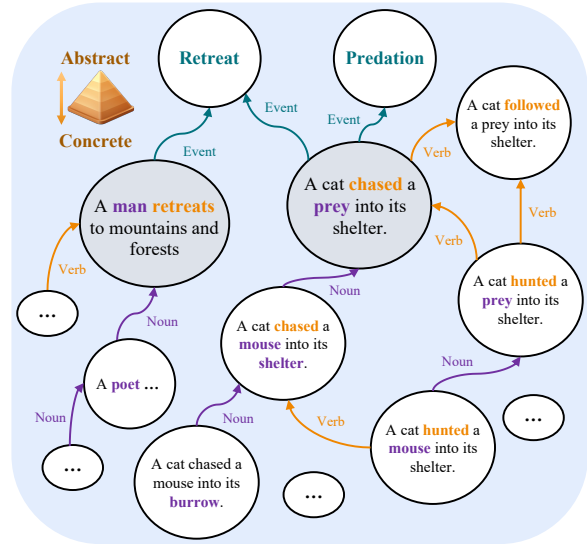 Abstract
Concrete
Retreat
Predation
Event
Event
Event
A cat followed
a prey into its
shelter.
Verb
A man retreats
to mountains and
forests
A cat chased a
prey into its
shelter.
Verb
Verb
Verb
...
Noun
Noun
A cat hunted a
prey into its
shelter.
A cat chased a
mouse into its
shelter.
Noun
A poet ...
Noun
Noun
Verb
...
...
A cat chased a
mouse into its
burrow.
A cat hunted a
mouse into its
shelter.
...